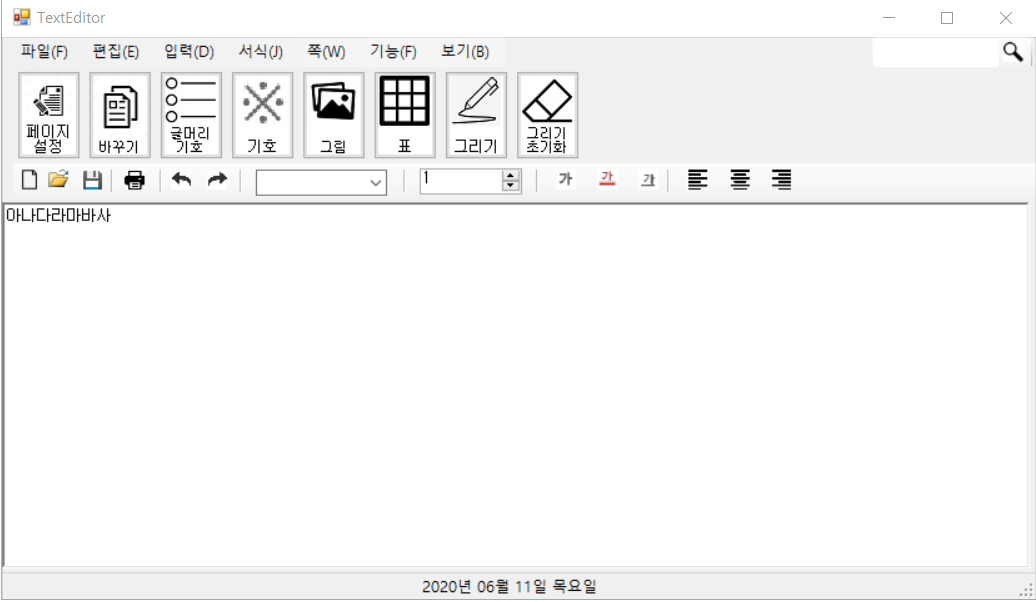 TextEditor
파일(F) 편집(E) 입력(D) 서식(J) 쪽(W) 기능(F) 보기(B)
페이지 설정
바꾸기
글머리 기호
기호
그림
표
그리기
그리기 초기화
1 가 가 가
아나다라마바사
2020년 06월 11일 목요일